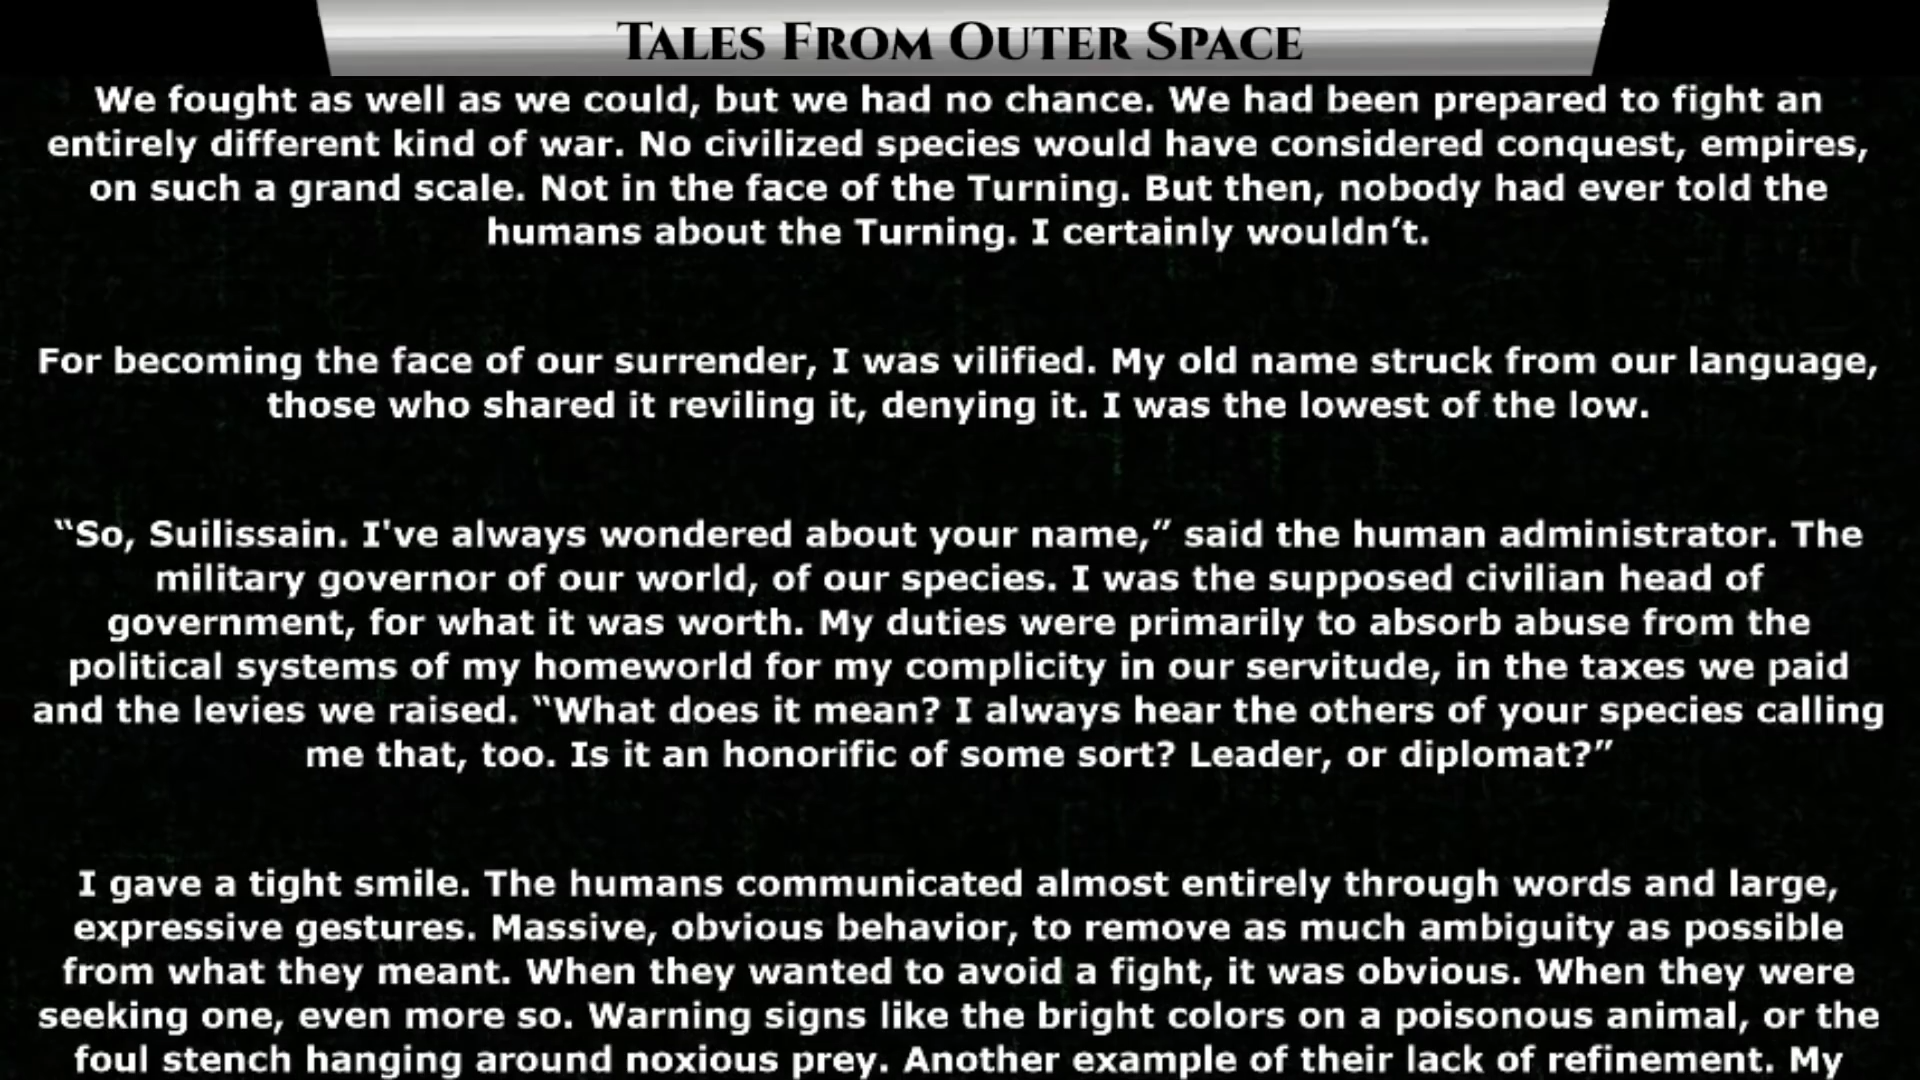 Tales From Outer Space
We fought as well as we could, but we had no chance. We had been prepared to fight an
entirely different kind of war. No civilized species would have considered conquest, empires,
on such a grand scale. Not in the face of the Turning. But then, nobody had ever told the
humans about the Turning. I certainly wouldn’t.
For becoming the face of our surrender, I was vilified. My old name struck from our language,
those who shared it reviling it, denying it. I was the lowest of the low.
“So, Suilissain. I've always wondered about your name,” said the human administrator. The
military governor of our world, of our species. I was the supposed civilian head of
government, for what it was worth. My duties were primarily to absorb abuse from the
political systems of my homeworld for my complicity in our servitude, in the taxes we paid
and the levies we raised. “What does it mean? I always hear the others of your species calling
me that, too. Is it an honorific of some sort? Leader, or diplomat?”
I gave a tight smile. The humans communicated almost entirely through words and large,
expressive gestures. Massive, obvious behavior, to remove as much ambiguity as possible
from what they meant. When they wanted to avoid a fight, it was obvious. When they were
seeking one, even more so. Warning signs like the bright colors on a poisonous animal, or the
foul stench hanging around noxious prey. Another example of their lack of refinement. My